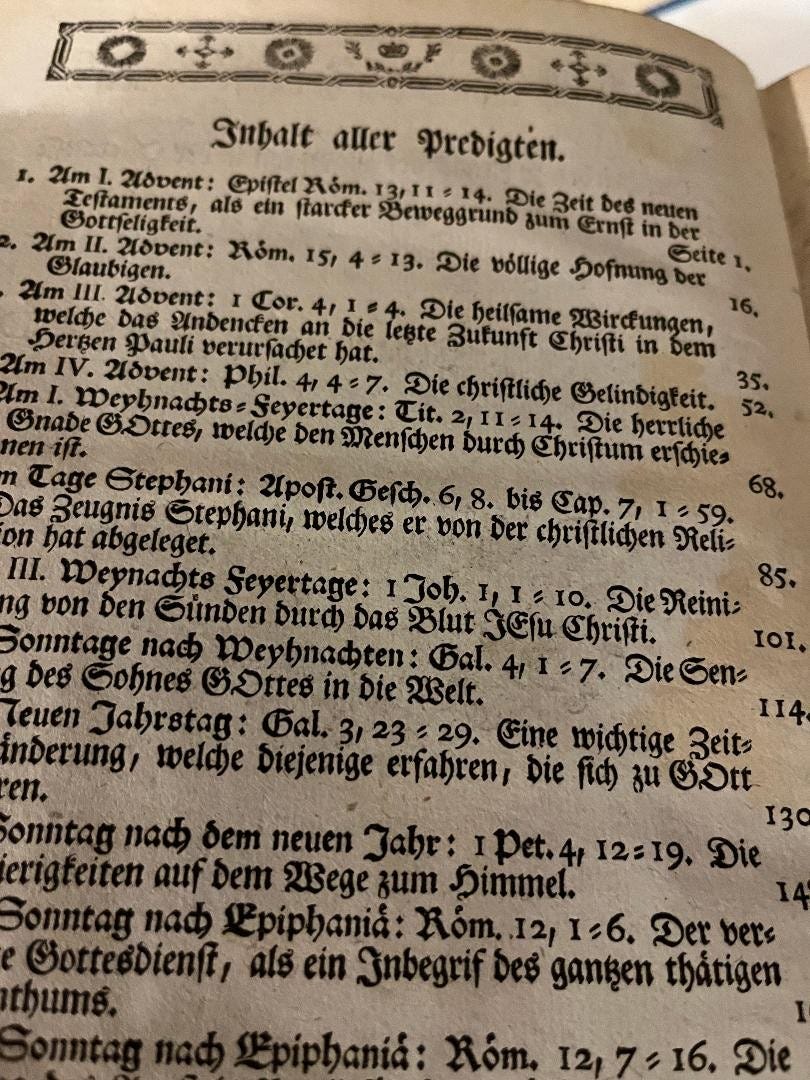 Inhalt aller Predigten.
1. Am I. Advent: Epistel Röm. 13, 11 = 14. Die Zeit des neuen
Testaments, als ein starcker Beweggrund zum Ernst in der
Gottseligkeit. Seite 1.
2. Am II. Advent: Röm. 15, 4 = 13. Die völlige Hofnung der
Glaubigen. 16.
Am III. Advent: 1 Cor. 4, 1 = 4. Die heilsame Wirckungen,
welche das Andencken an die letzte Zukunft Christi in dem
Hertzen Pauli verursachet hat. 35.
Am IV. Advent: Phil. 4, 4 = 7. Die christliche Gelindigkeit. 52.
Am I. Weyhnachts=Feyertage: Tit. 2, 11 = 14. Die herrliche
Gnade GOttes, welche den Menschen durch Christum erschie=
nen ist. 68.
m Tage Stephani: Apost. Gesch. 6, 8. bis Cap. 7, 1 = 59.
Das Zeugnis Stephani, welches er von der christlichen Reli=
ion hat abgeleget. 85.
III. Weynachts Feyertage: 1 Joh. 1, 1 = 10. Die Reini=
ng von den Sünden durch das Blut JEsu Christi. 101.
Sonntage nach Weyhnachten: Gal. 4, 1 = 7. Die Sen=
g des Sohnes GOttes in die Welt. 114.
Neuen Jahrstag: Gal. 3, 23 = 29. Eine wichtige Zeit=
änderung, welche diejenige erfahren, die sich zu GOtt
ren. 130
Sonntag nach dem neuen Jahr: 1 Pet. 4, 12 = 19. Die
ierigkeiten auf dem Wege zum Himmel. 14
Sonntag nach Epiphaniä: Röm. 12, 1 = 6. Der ver=
e Gottesdienst, als ein Inbegrif des gantzen thätigen
nthums. 1
Sonntag nach Epiphaniä: Röm. 12, 7 = 16. Die